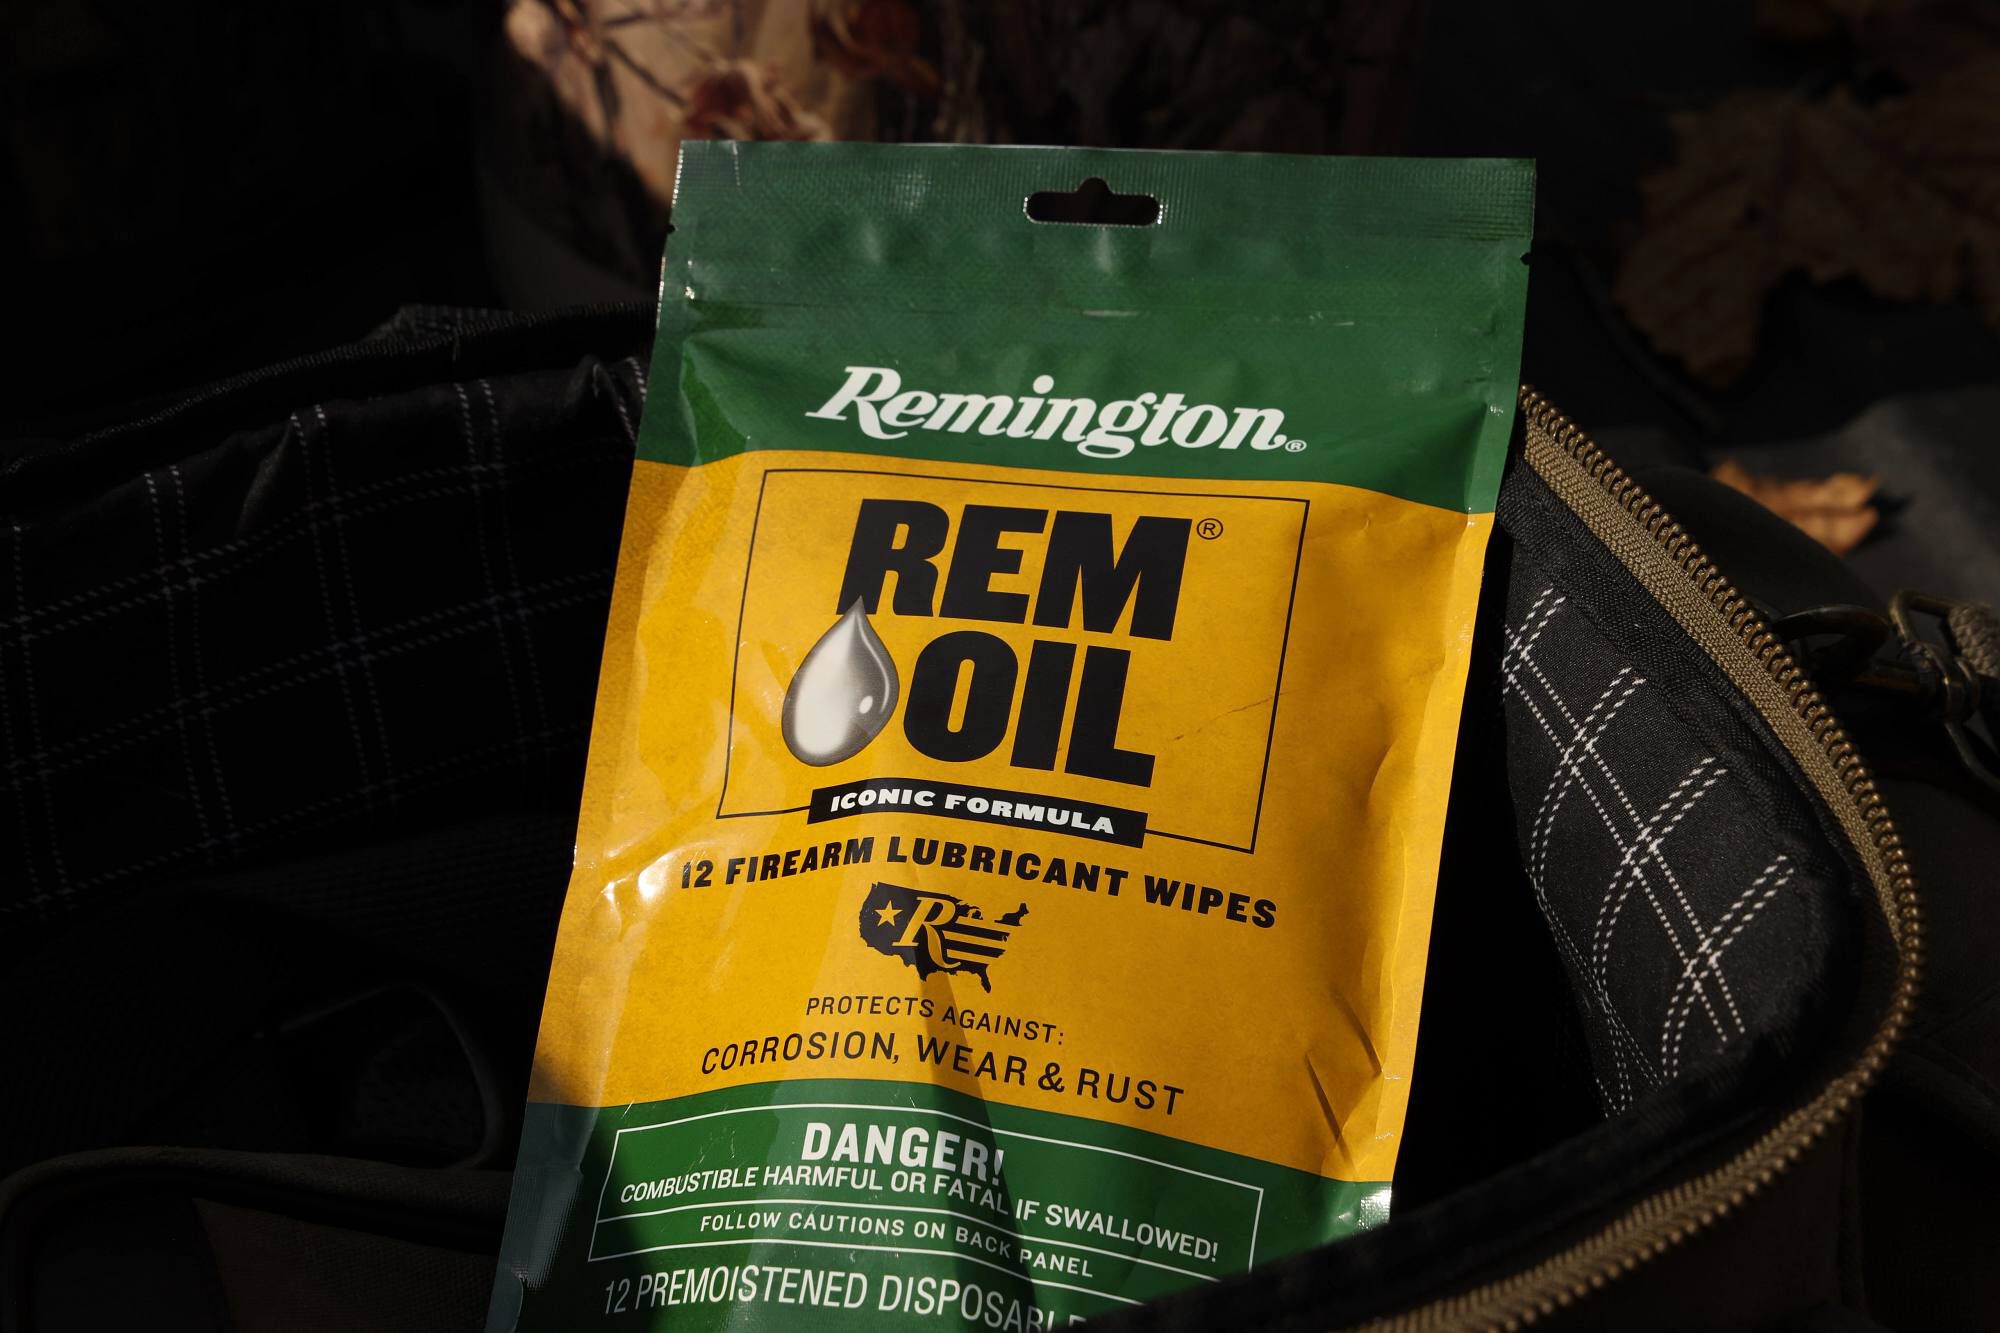 Remington®
REM®
OIL
ICONIC FORMULA
12 FIREARM LUBRICANT WIPES
R
PROTECTS AGAINST:
CORROSION, WEAR & RUST
DANGER!
COMBUSTIBLE HARMFUL OR FATAL IF SWALLOWED!
FOLLOW CAUTIONS ON BACK PANEL
12 PREMOISTENED DISPOSABLE